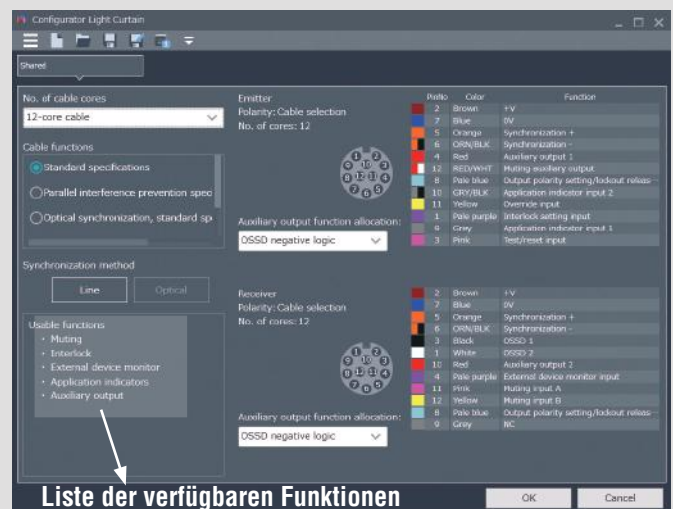 Configurator Light Curtain
Shared
No. of cable cores
12-core cable
Cable functions
Standard specifications
Parallel interference prevention spec
Optical synchronization, standard sp
Synchronization method
Line
Optical
Usable functions
・ Muting
・ Interlock
・ External device monitor
・ Application indicators
・ Auxiliary output
Emitter
Polarity: Cable selection
No. of cores: 12
Auxiliary output function allocation:
OSSD negative logic
PinNo Color Function
2 Brown +V
7 Blue 0V
5 Orange Synchronization +
6 ORN/BLK Synchronization -
4 Red Auxiliary output 1
12 RED/WHT Muting auxiliary output
8 Pale blue Output polarity setting/lockout releas
10 GRY/BLK Application indicator input 2
11 Yellow Override input
1 Pale purple Interlock setting input
9 Grey Application indicator input 1
3 Pink Test/reset input
Receiver
Polarity: Cable selection
No. of cores: 12
Auxiliary output function allocation:
OSSD negative logic
2 Brown +V
7 Blue 0V
5 Orange Synchronization +
6 ORN/BLK Synchronization -
3 Black OSSD 1
1 White OSSD 2
10 Red Auxiliary output 2
4 Pale purple External device monitor input
11 Pink Muting input A
12 Yellow Muting input B
8 Pale blue Output polarity setting/lockout releas
9 Grey NC
Liste der verfügbaren Funktionen
OK
Cancel